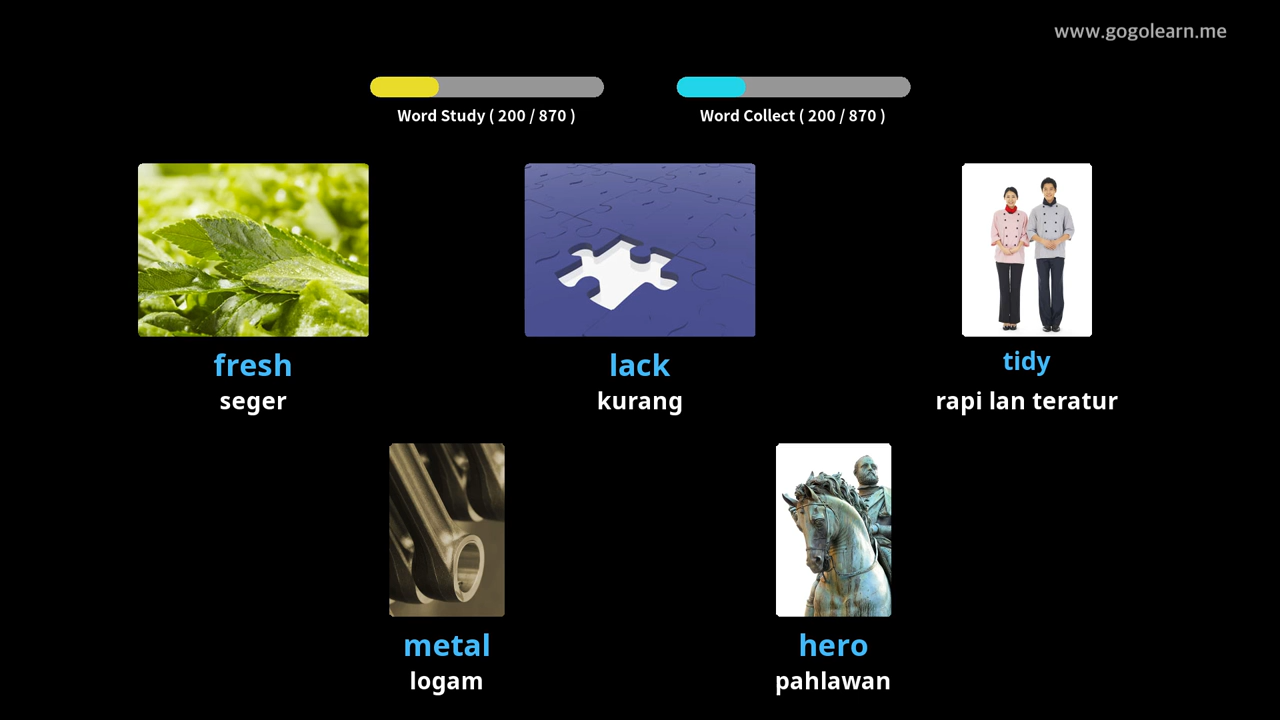 www.gogolearn.me
Word Study ( 200 / 870 )
Word Collect ( 200 / 870 )
fresh
seger
lack
kurang
tidy
rapi lan teratur
metal
logam
hero
pahlawan